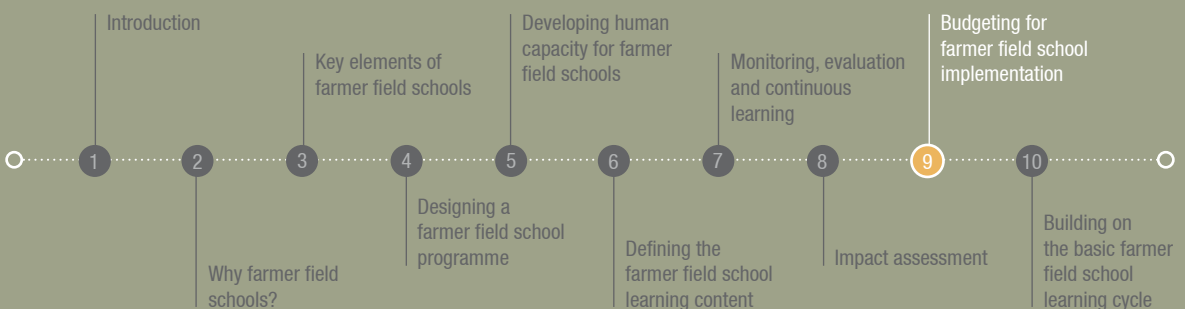 1
Introduction
2
Why farmer field
schools?
3
Key elements of
farmer field schools
4
Designing a
farmer field school
programme
5
Developing human
capacity for farmer
field schools
6
Defining the
farmer field school
learning content
7
Monitoring, evaluation
and continuous
learning
8
Impact assessment
9
Budgeting for
farmer field school
implementation
10
Building on
the basic farmer
field school
learning cycle